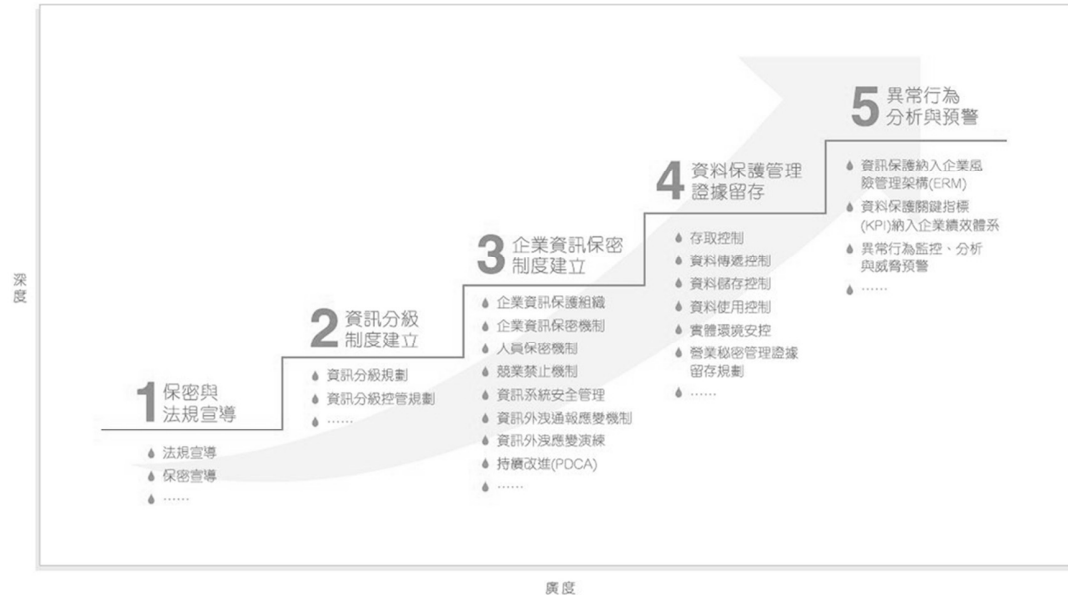 深度
1 保密與
法規宣導
法規宣導
保密宣導
……
2 資訊分級
制度建立
資訊分級規劃
資訊分級控管規劃
……
3 企業資訊保密
制度建立
企業資訊保護組織
企業資訊保密機制
人員保密機制
競業禁止機制
資訊系統安全管理
資訊外洩通報應變機制
資訊外洩應變演練
持續改進(PDCA)
……
4 資料保護管理
證據留存
存取控制
資料傳遞控制
資料儲存控制
資料使用控制
實體環境安控
營業秘密管理證據
留存規劃
……
5 異常行為
分析與預警
資訊保護納入企業風
險管理架構(ERM)
資料保護關鍵指標
(KPI)納入企業績效體系
異常行為監控、分析
與威脅預警
……
廣度